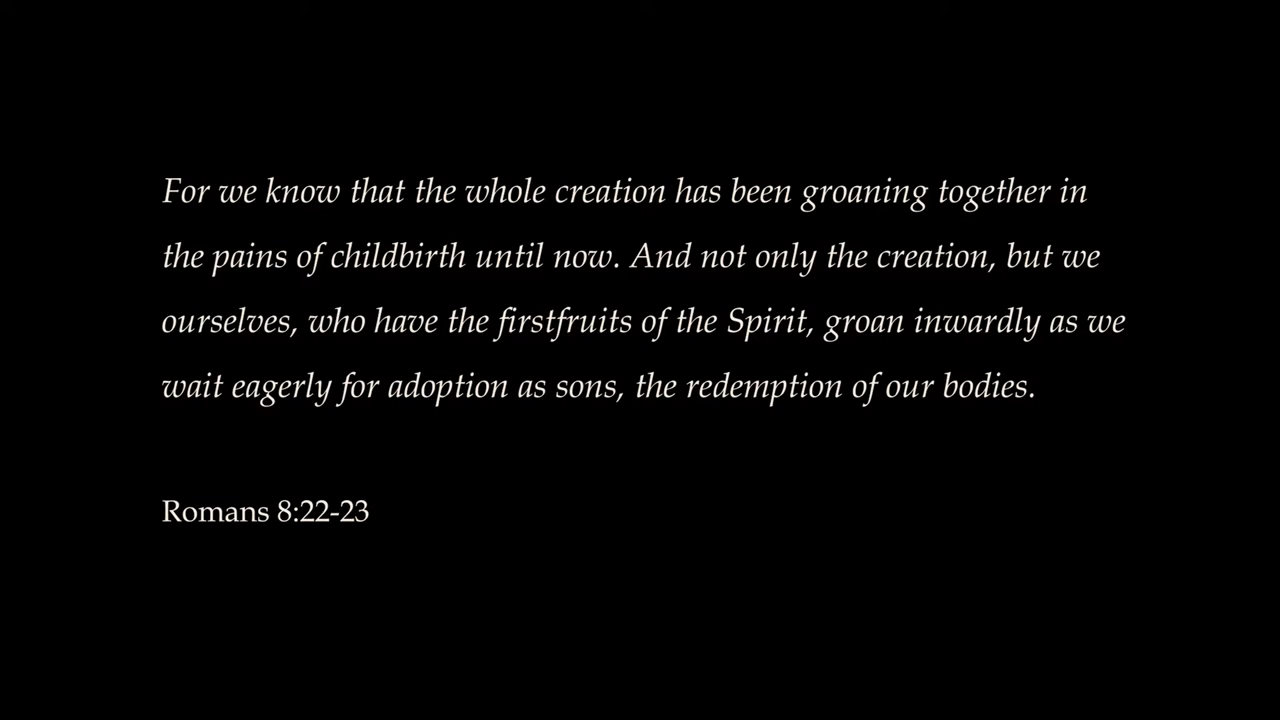 For we know that the whole creation has been groaning together in
the pains of childbirth until now. And not only the creation, but we
ourselves, who have the firstfruits of the Spirit, groan inwardly as we
wait eagerly for adoption as sons, the redemption of our bodies.
Romans 8:22-23